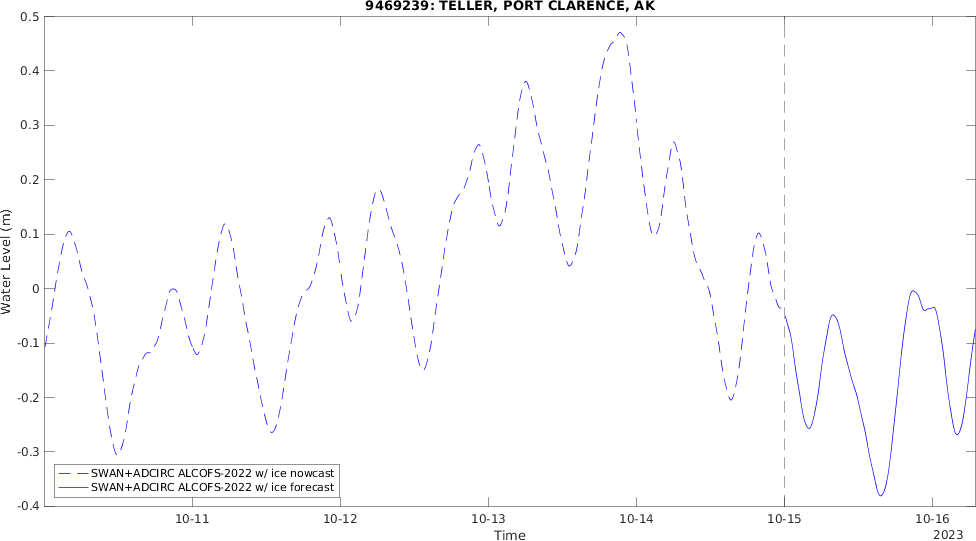 9469239: TELLER, PORT CLARENCE, AK
0.5
0.4
0.3
0.2
0.1
0
-0.1
-0.2
-0.3
-0.4
Water Level (m)
SWAN+ADCIRC ALCOFS-2022 w/ ice nowcast
SWAN+ADCIRC ALCOFS-2022 w/ ice forecast
10-11 10-12 10-13 10-14 10-15 10-16
Time
2023